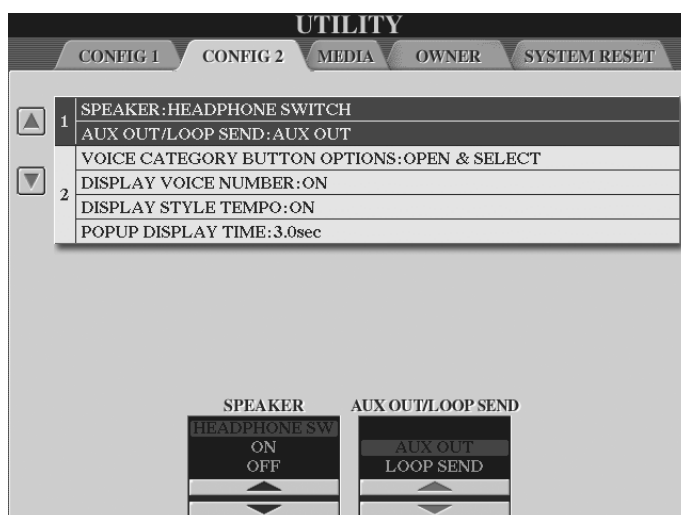 UTILITY
CONFIG 1 CONFIG 2 MEDIA OWNER SYSTEM RESET
1 SPEAKER:HEADPHONE SWITCH
AUX OUT/LOOP SEND:AUX OUT
2 VOICE CATEGORY BUTTON OPTIONS:OPEN & SELECT
DISPLAY VOICE NUMBER:ON
DISPLAY STYLE TEMPO:ON
POPUP DISPLAY TIME:3.0sec
SPEAKER AUX OUT/LOOP SEND
HEADPHONE SW
ON AUX OUT
OFF LOOP SEND